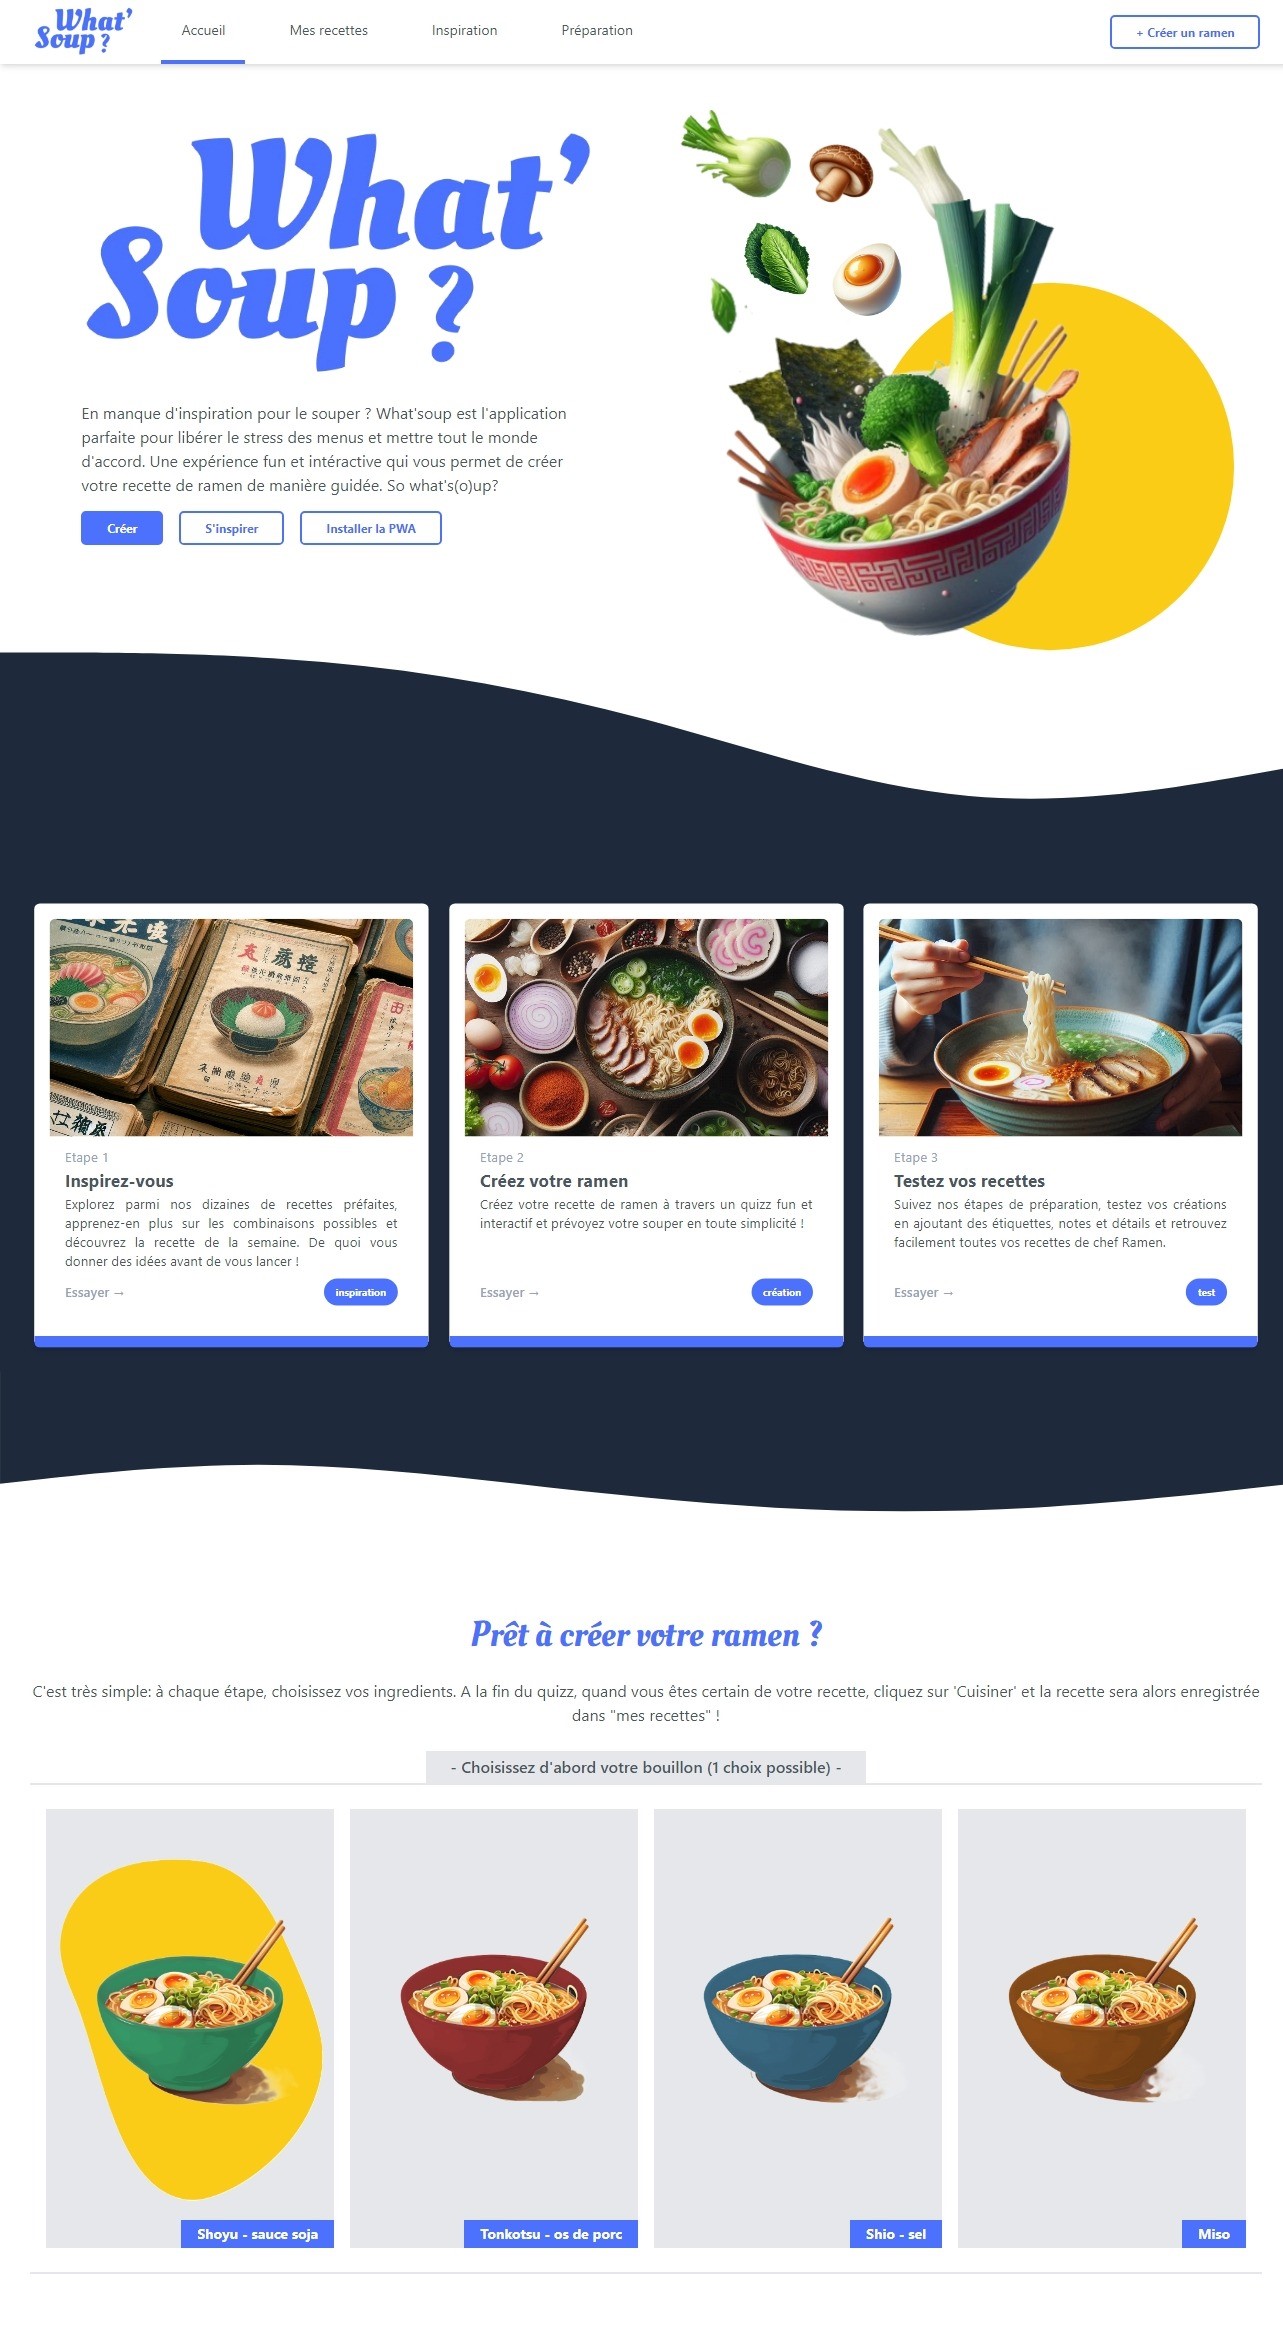 What'
Soup ?
Accueil
Mes recettes
Inspiration
Préparation
+ Créer un ramen
What'
Soup ?
En manque d'inspiration pour le souper ? What'soup est l'application
parfaite pour libérer le stress des menus et mettre tout le monde
d'accord. Une expérience fun et intéractive qui vous permet de créer
votre recette de ramen de manière guidée. So what's(o)up?
Créer
S'inspirer
Installer la PWA
Etape 1
Inspirez-vous
Explorez parmi nos dizaines de recettes préfaites,
apprenez-en plus sur les combinaisons possibles et
découvrez la recette de la semaine. De quoi vous
donner des idées avant de vous lancer !
Essayer →
inspiration
Etape 2
Créez votre ramen
Créez votre recette de ramen à travers un quizz fun et
interactif et prévoyez votre souper en toute simplicité !
Essayer →
création
Etape 3
Testez vos recettes
Suivez nos étapes de préparation, testez vos créations
en ajoutant des étiquettes, notes et détails et retrouvez
facilement toutes vos recettes de chef Ramen.
Essayer →
test
Prêt à créer votre ramen ?
C'est très simple: à chaque étape, choisissez vos ingredients. A la fin du quizz, quand vous êtes certain de votre recette, cliquez sur 'Cuisiner' et la recette sera alors enregistrée
dans "mes recettes" !
- Choisissez d'abord votre bouillon (1 choix possible) -
Shoyu - sauce soja
Tonkotsu - os de porc
Shio - sel
Miso